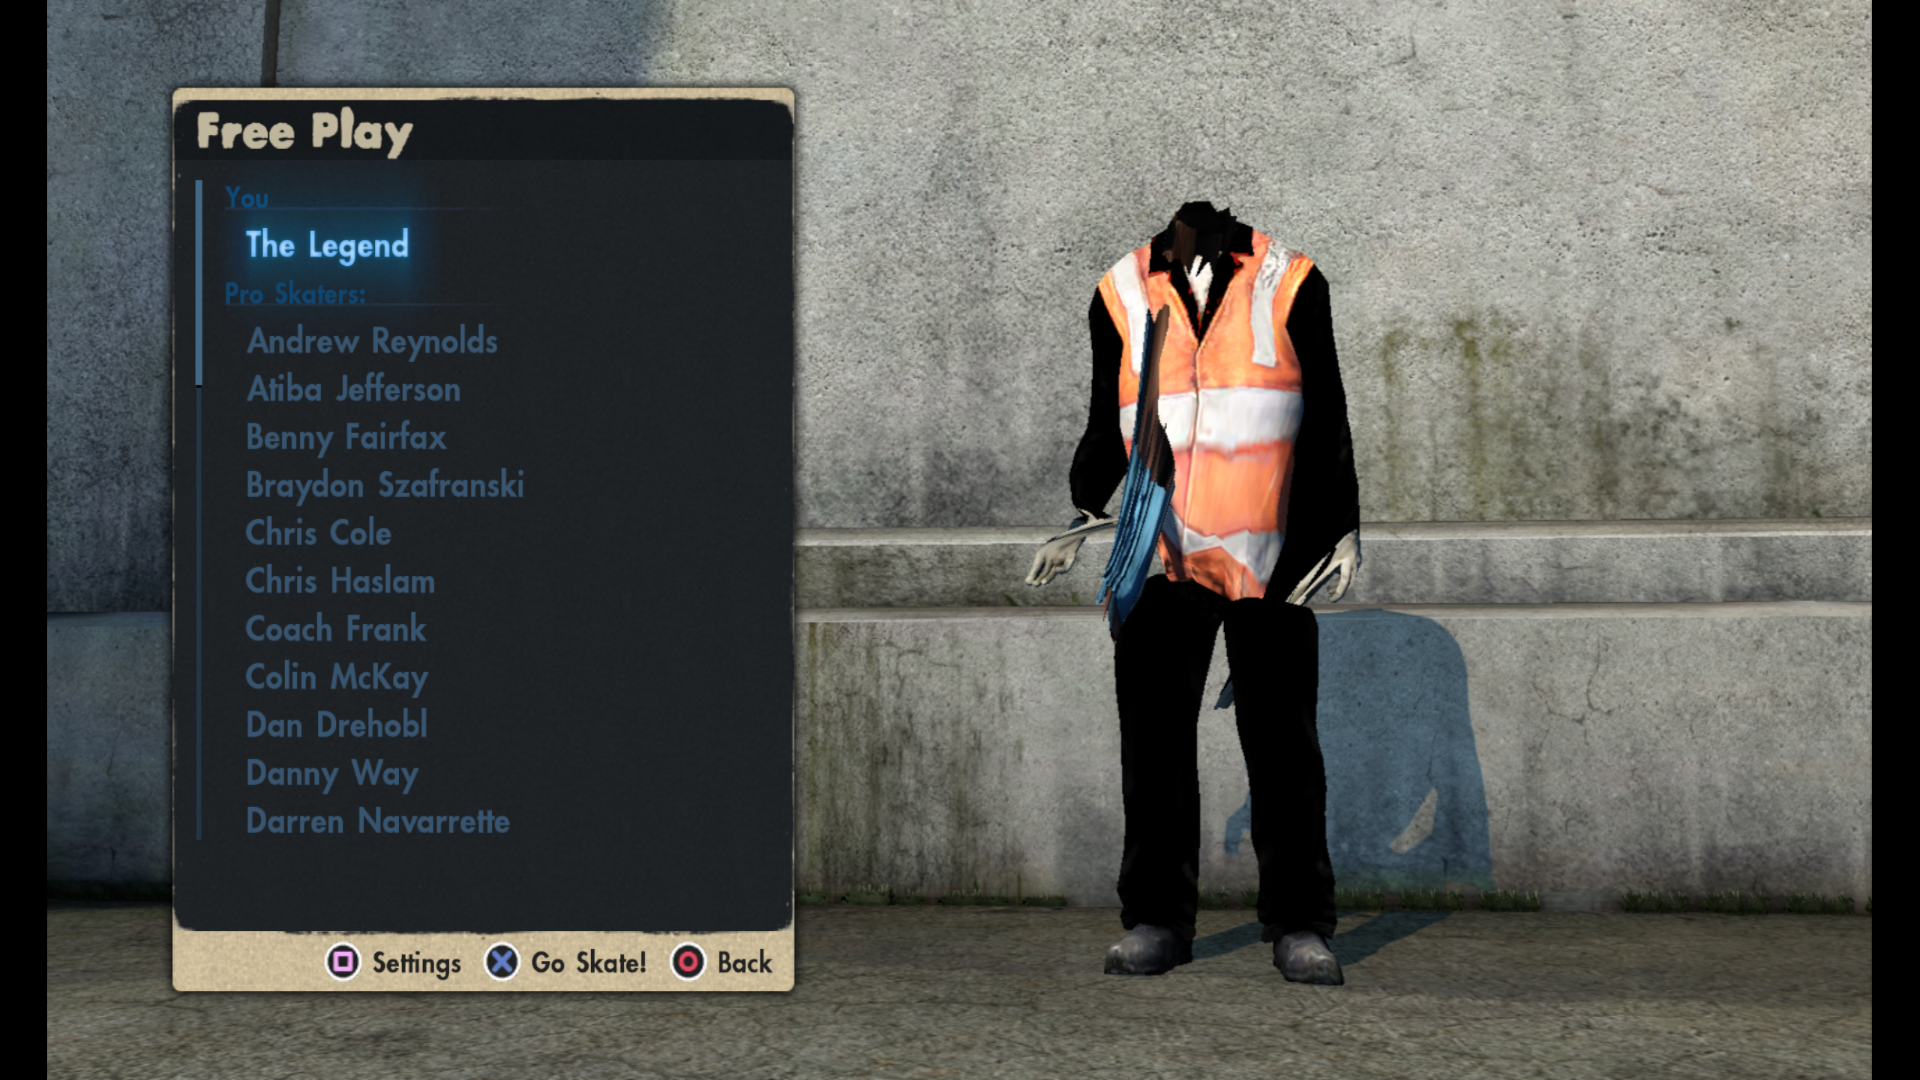 Free Play
You
The Legend
Pro Skaters:
Andrew Reynolds
Atiba Jefferson
Benny Fairfax
Braydon Szafranski
Chris Cole
Chris Haslam
Coach Frank
Colin McKay
Dan Drehobl
Danny Way
Darren Navarrette
Settings Go Skate! Back